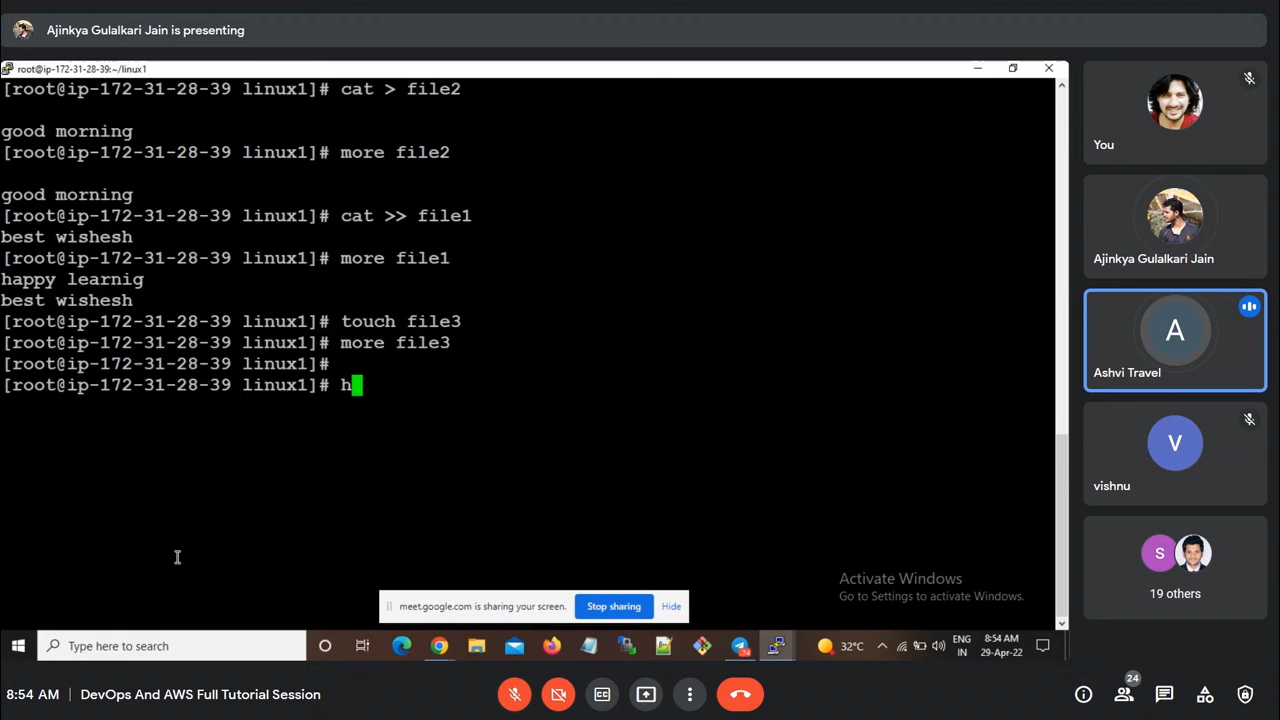 Ajinkya Gulalkari Jain is presenting
root@ip-172-31-28-39:~/linux1
[root@ip-172-31-28-39 linux1]# cat > file2
good morning
[root@ip-172-31-28-39 linux1]# more file2
good morning
[root@ip-172-31-28-39 linux1]# cat >> file1
best wishesh
[root@ip-172-31-28-39 linux1]# more file1
happy learnig
best wishesh
[root@ip-172-31-28-39 linux1]# touch file3
[root@ip-172-31-28-39 linux1]# more file3
[root@ip-172-31-28-39 linux1]#
[root@ip-172-31-28-39 linux1]# h
Activate Windows
Go to Settings to activate Windows.
meet.google.com is sharing your screen.
Stop sharing
Hide
Type here to search
24
32°C
ENG
IN
8:54 AM
29-Apr-22
You
Ajinkya Gulalkari Jain
A
Ashvi Travel
V
vishnu
S
19 others
8:54 AM | DevOps And AWS Full Tutorial Session
24